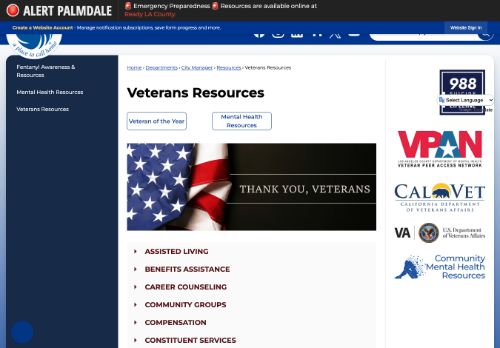 ALERT PALMDALE
🚨 Emergency Preparedness 🚨 Resources are available online at
Ready LA County.
Create a Website Account - Manage notification subscriptions, save form progress and more.
Website Sign In
a place to call home
Fentanyl Awareness &
Resources
Mental Health Resources
Veterans Resources
Home › Departments › City Manager › Resources › Veterans Resources
Veterans Resources
Veteran of the Year
Mental Health
Resources
THANK YOU, VETERANS
ASSISTED LIVING
BENEFITS ASSISTANCE
CAREER COUNSELING
COMMUNITY GROUPS
COMPENSATION
CONSTITUENT SERVICES
988
SUICIDE
Select Language
VPAN
LOS ANGELES COUNTY DEPARTMENT OF MENTAL HEALTH
VETERAN PEER ACCESS NETWORK
CALVET
CALIFORNIA DEPARTMENT
OF VETERANS AFFAIRS
VA
U.S. Department
of Veterans Affairs
Community
Mental Health
Resources